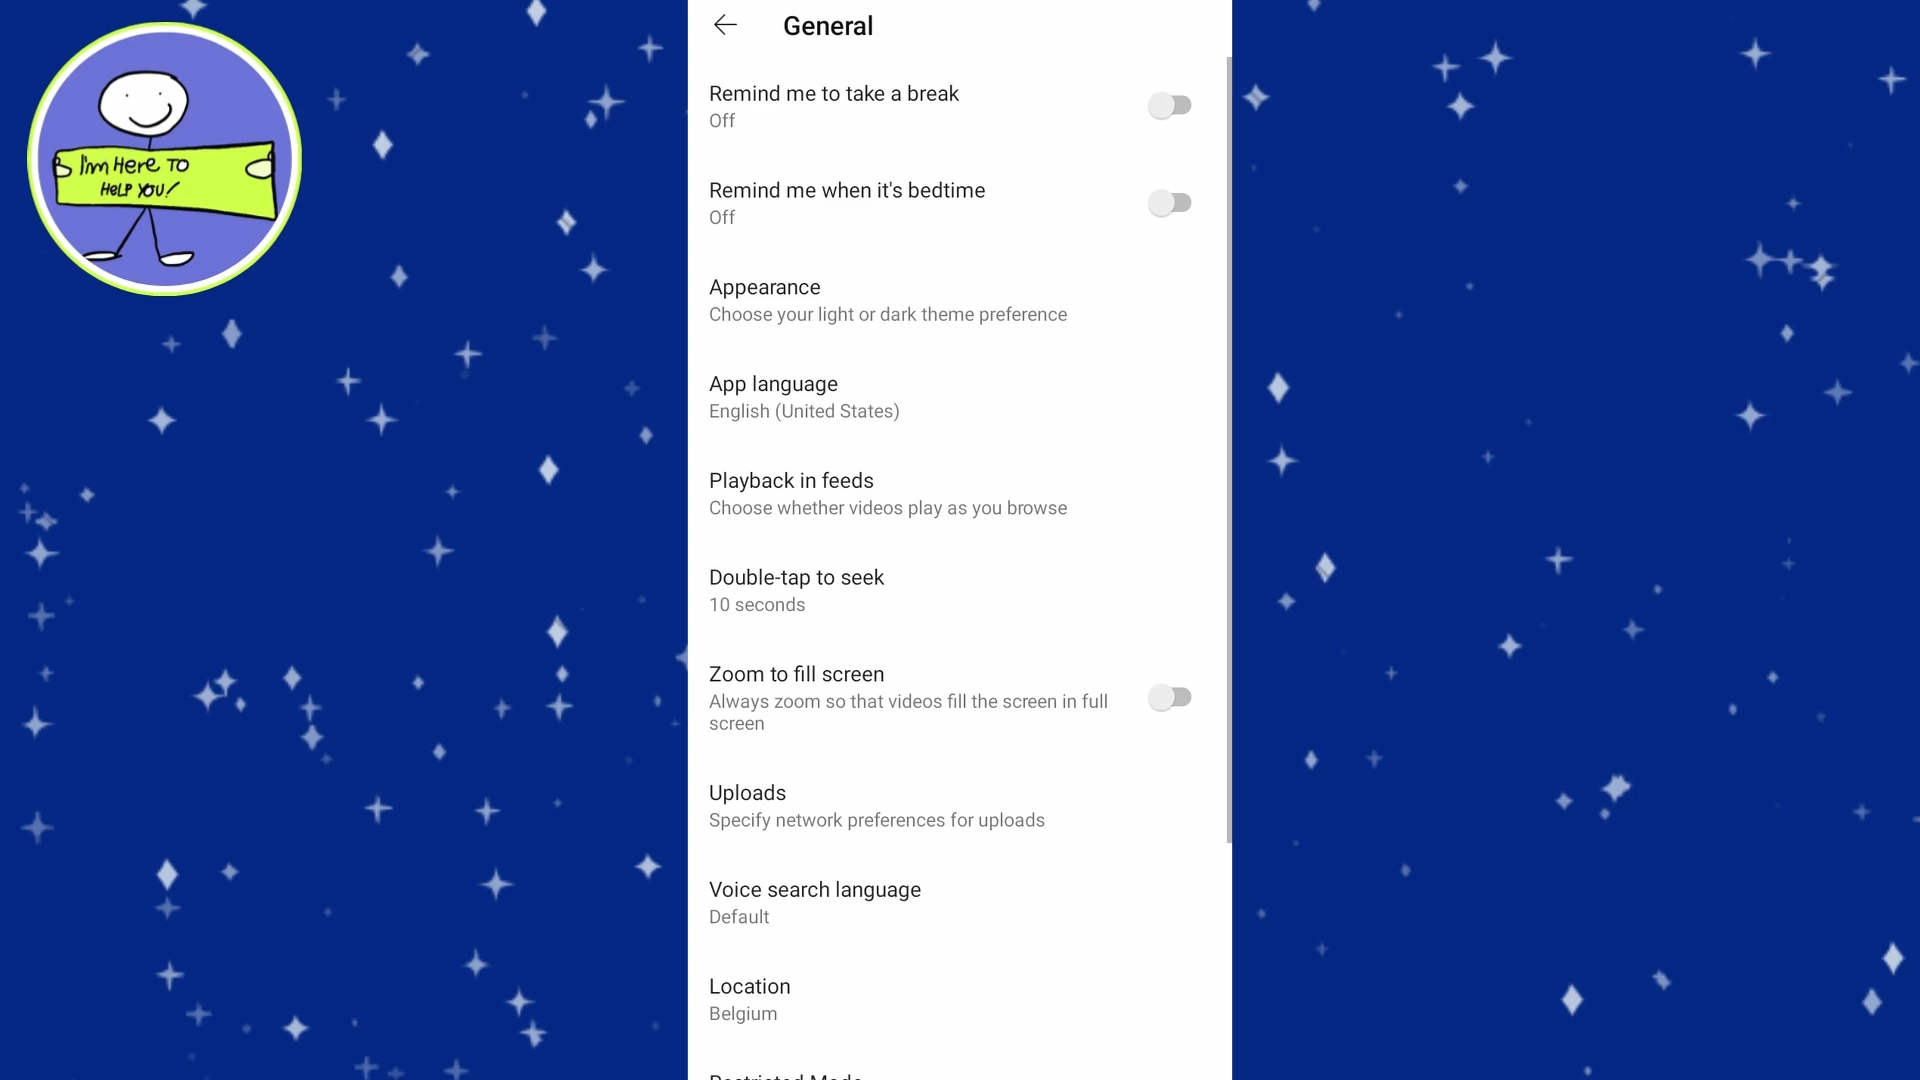 I'm Here To
HELP YOU!
General
Remind me to take a break
Off
Remind me when it's bedtime
Off
Appearance
Choose your light or dark theme preference
App language
English (United States)
Playback in feeds
Choose whether videos play as you browse
Double-tap to seek
10 seconds
Zoom to fill screen
Always zoom so that videos fill the screen in full
screen
Uploads
Specify network preferences for uploads
Voice search language
Default
Location
Belgium
Restricted Mode